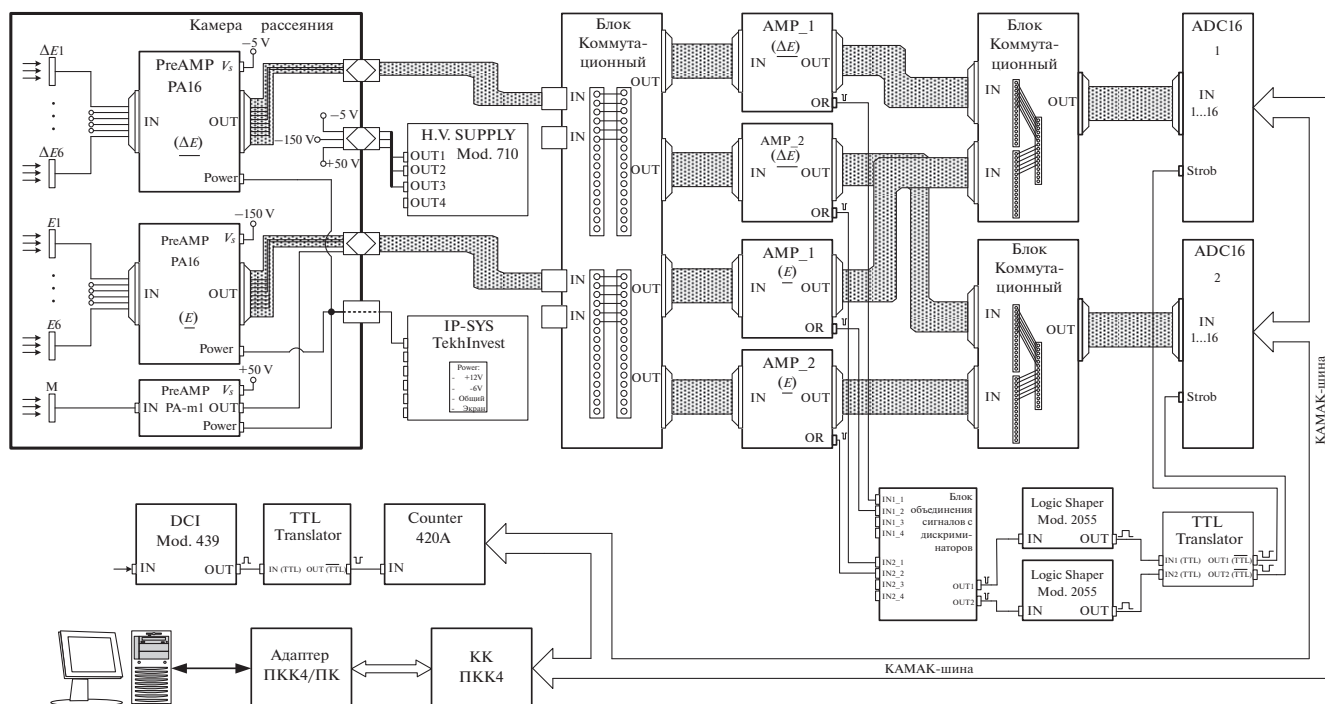 Камера рассеяния
ΔE1
ΔE6
PreAMP
PA16
Vs
−5 V
IN
OUT
(ΔE)
Power
−5 V
−150 V
+50 V
H.V. SUPPLY
Mod. 710
OUT1
OUT2
OUT3
OUT4
E1
E6
PreAMP
PA16
Vs
−150 V
IN
OUT
(E)
Power
M
PreAMP
Vs
+50 V
IN PA-m1 OUT
Power
IP-SYS
TekhInvest
Power:
- +12V
- -6V
- Общий
- Экран
Блок
Коммута-
ционный
OUT
IN
IN
OUT
IN
IN
OUT
OUT
AMP_1
(ΔE)
IN OUT
OR
AMP_2
(ΔE)
IN OUT
OR
AMP_1
(E)
IN OUT
OR
AMP_2
(E)
IN OUT
OR
Блок
Коммута-
ционный
IN
OUT
IN
Блок
Коммута-
ционный
IN
OUT
IN
ADC16
1
IN
1...16
Strob
ADC16
2
IN
1...16
Strob
КАМАК-шина
DCI
Mod. 439
IN
OUT
TTL
Translator
IN (TTL) OUT (TTL)
Counter
420A
IN
IN1_1
IN1_2
IN1_3
IN1_4
IN2_1
IN2_2
IN2_3
IN2_4
Блок
объединения
сигналов с
дискрими-
наторов
OUT1
OUT2
Logic Shaper
Mod. 2055
IN OUT
Logic Shaper
Mod. 2055
IN OUT
TTL
Translator
IN1 (TTL) OUT1 (TTL)
IN2 (TTL) OUT2 (TTL)
Адаптер
ПКК4/ПК
КК
ПКК4
КАМАК-шина